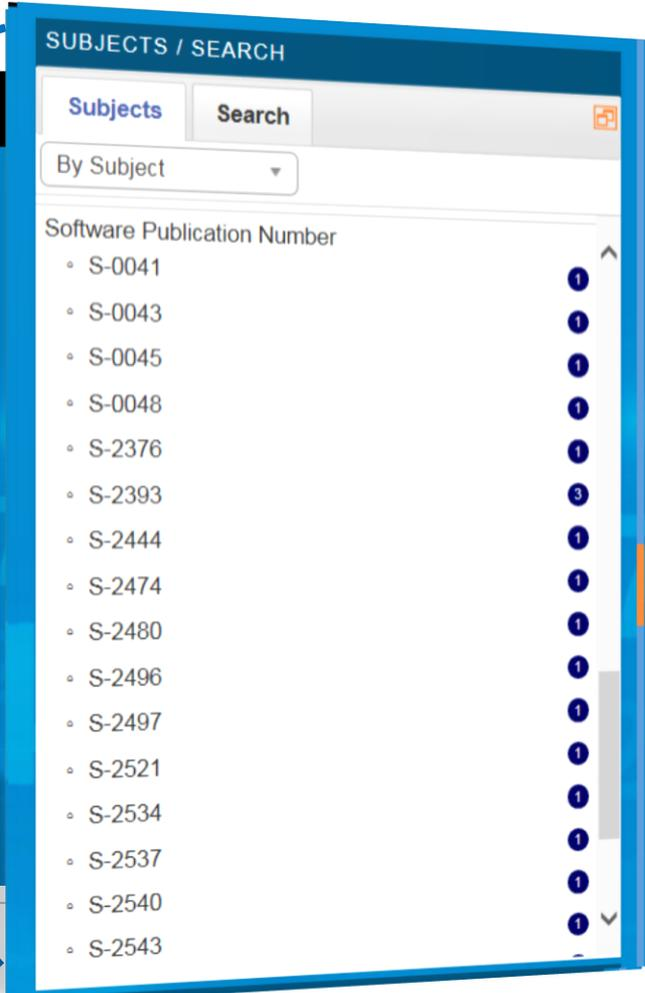 SUBJECTS / SEARCH
Subjects Search
By Subject
Software Publication Number
S-0041 1
S-0043 1
S-0045 1
S-0048 1
S-2376 1
S-2393 3
S-2444 1
S-2474 1
S-2480 1
S-2496 1
S-2497 1
S-2521 1
S-2534 1
S-2537 1
S-2540 1
S-2543